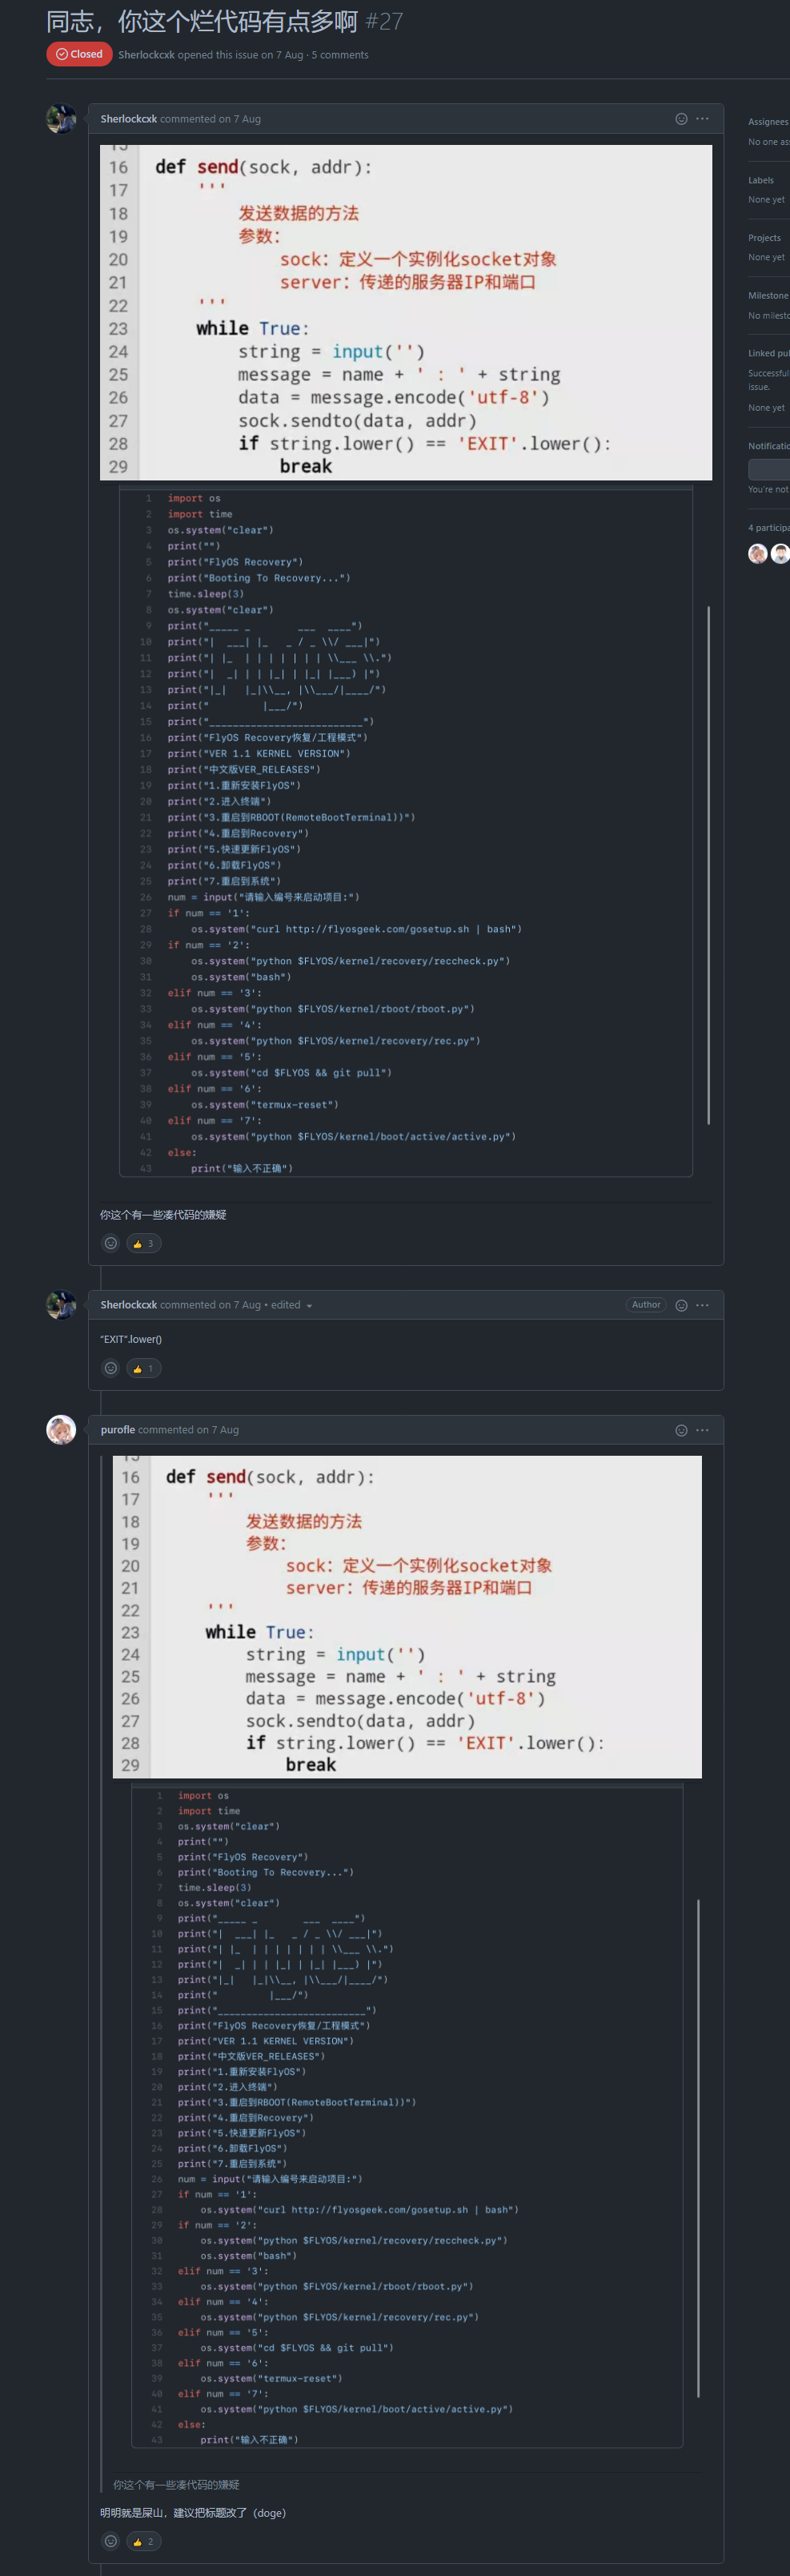 同志，你这个烂代码有点多啊 #27
Closed Sherlockcxk opened this issue on 7 Aug · 5 comments
Sherlockcxk commented on 7 Aug
Assignees
No one as
Labels
None yet
Projects
None yet
Milestone
No milest
Linked pu
Successful
issue.
None yet
Notificatio
You're not
4 participa
16 def send(sock, addr):
17 '''
18 发送数据的方法
19 参数:
20 sock: 定义一个实例化socket对象
21 server: 传递的服务器IP和端口
22 '''
23 while True:
24 string = input('')
25 message = name + ' : ' + string
26 data = message.encode('utf-8')
27 sock.sendto(data, addr)
28 if string.lower() == 'EXIT'.lower():
29 break
1 import os
2 import time
3 os.system("clear")
4 print("")
5 print("FlyOS Recovery")
6 print("Booting To Recovery...")
7 time.sleep(3)
8 os.system("clear")
9 print("_____ _        ___  ____")
10 print("|  ___| |_   _ / _ \\/ ___|")
11 print("| |_  | | | | | | | \\___ \\.")
12 print("|  _| | | |_| | |_| |___) |")
13 print("|_|   |_|\\__, |\\___/|____/")
14 print("         |___/")
15 print("__________________________")
16 print("FlyOS Recovery恢复/工程模式")
17 print("VER 1.1 KERNEL VERSION")
18 print("中文版VER_RELEASES")
19 print("1.重新安装FlyOS")
20 print("2.进入终端")
21 print("3.重启到RBOOT(RemoteBootTerminal))")
22 print("4.重启到Recovery")
23 print("5.快速更新FlyOS")
24 print("6.卸载FlyOS")
25 print("7.重启到系统")
26 num = input("请输入编号来启动项目:")
27 if num == '1':
28 os.system("curl http://flyosgeek.com/gosetup.sh | bash")
29 if num == '2':
30 os.system("python $FLYOS/kernel/recovery/reccheck.py")
31 os.system("bash")
32 elif num == '3':
33 os.system("python $FLYOS/kernel/rboot/rboot.py")
34 elif num == '4':
35 os.system("python $FLYOS/kernel/recovery/rec.py")
36 elif num == '5':
37 os.system("cd $FLYOS && git pull")
38 elif num == '6':
39 os.system("termux-reset")
40 elif num == '7':
41 os.system("python $FLYOS/kernel/boot/active/active.py")
42 else:
43 print("输入不正确")
你这个有一些凑代码的嫌疑
👍 3
Sherlockcxk commented on 7 Aug • edited
Author
"EXIT".lower()
👍 1
purofle commented on 7 Aug
16 def send(sock, addr):
17 '''
18 发送数据的方法
19 参数:
20 sock: 定义一个实例化socket对象
21 server: 传递的服务器IP和端口
22 '''
23 while True:
24 string = input('')
25 message = name + ' : ' + string
26 data = message.encode('utf-8')
27 sock.sendto(data, addr)
28 if string.lower() == 'EXIT'.lower():
29 break
1 import os
2 import time
3 os.system("clear")
4 print("")
5 print("FlyOS Recovery")
6 print("Booting To Recovery...")
7 time.sleep(3)
8 os.system("clear")
9 print("_____ _        ___  ____")
10 print("|  ___| |_   _ / _ \\/ ___|")
11 print("| |_  | | | | | | | \\___ \\.")
12 print("|  _| | | |_| | |_| |___) |")
13 print("|_|   |_|\\__, |\\___/|____/")
14 print("         |___/")
15 print("__________________________")
16 print("FlyOS Recovery恢复/工程模式")
17 print("VER 1.1 KERNEL VERSION")
18 print("中文版VER_RELEASES")
19 print("1.重新安装FlyOS")
20 print("2.进入终端")
21 print("3.重启到RBOOT(RemoteBootTerminal))")
22 print("4.重启到Recovery")
23 print("5.快速更新FlyOS")
24 print("6.卸载FlyOS")
25 print("7.重启到系统")
26 num = input("请输入编号来启动项目:")
27 if num == '1':
28 os.system("curl http://flyosgeek.com/gosetup.sh | bash")
29 if num == '2':
30 os.system("python $FLYOS/kernel/recovery/reccheck.py")
31 os.system("bash")
32 elif num == '3':
33 os.system("python $FLYOS/kernel/rboot/rboot.py")
34 elif num == '4':
35 os.system("python $FLYOS/kernel/recovery/rec.py")
36 elif num == '5':
37 os.system("cd $FLYOS && git pull")
38 elif num == '6':
39 os.system("termux-reset")
40 elif num == '7':
41 os.system("python $FLYOS/kernel/boot/active/active.py")
42 else:
43 print("输入不正确")
你这个有一些凑代码的嫌疑
明明就是屎山，建议把标题改了（doge）
👍 2